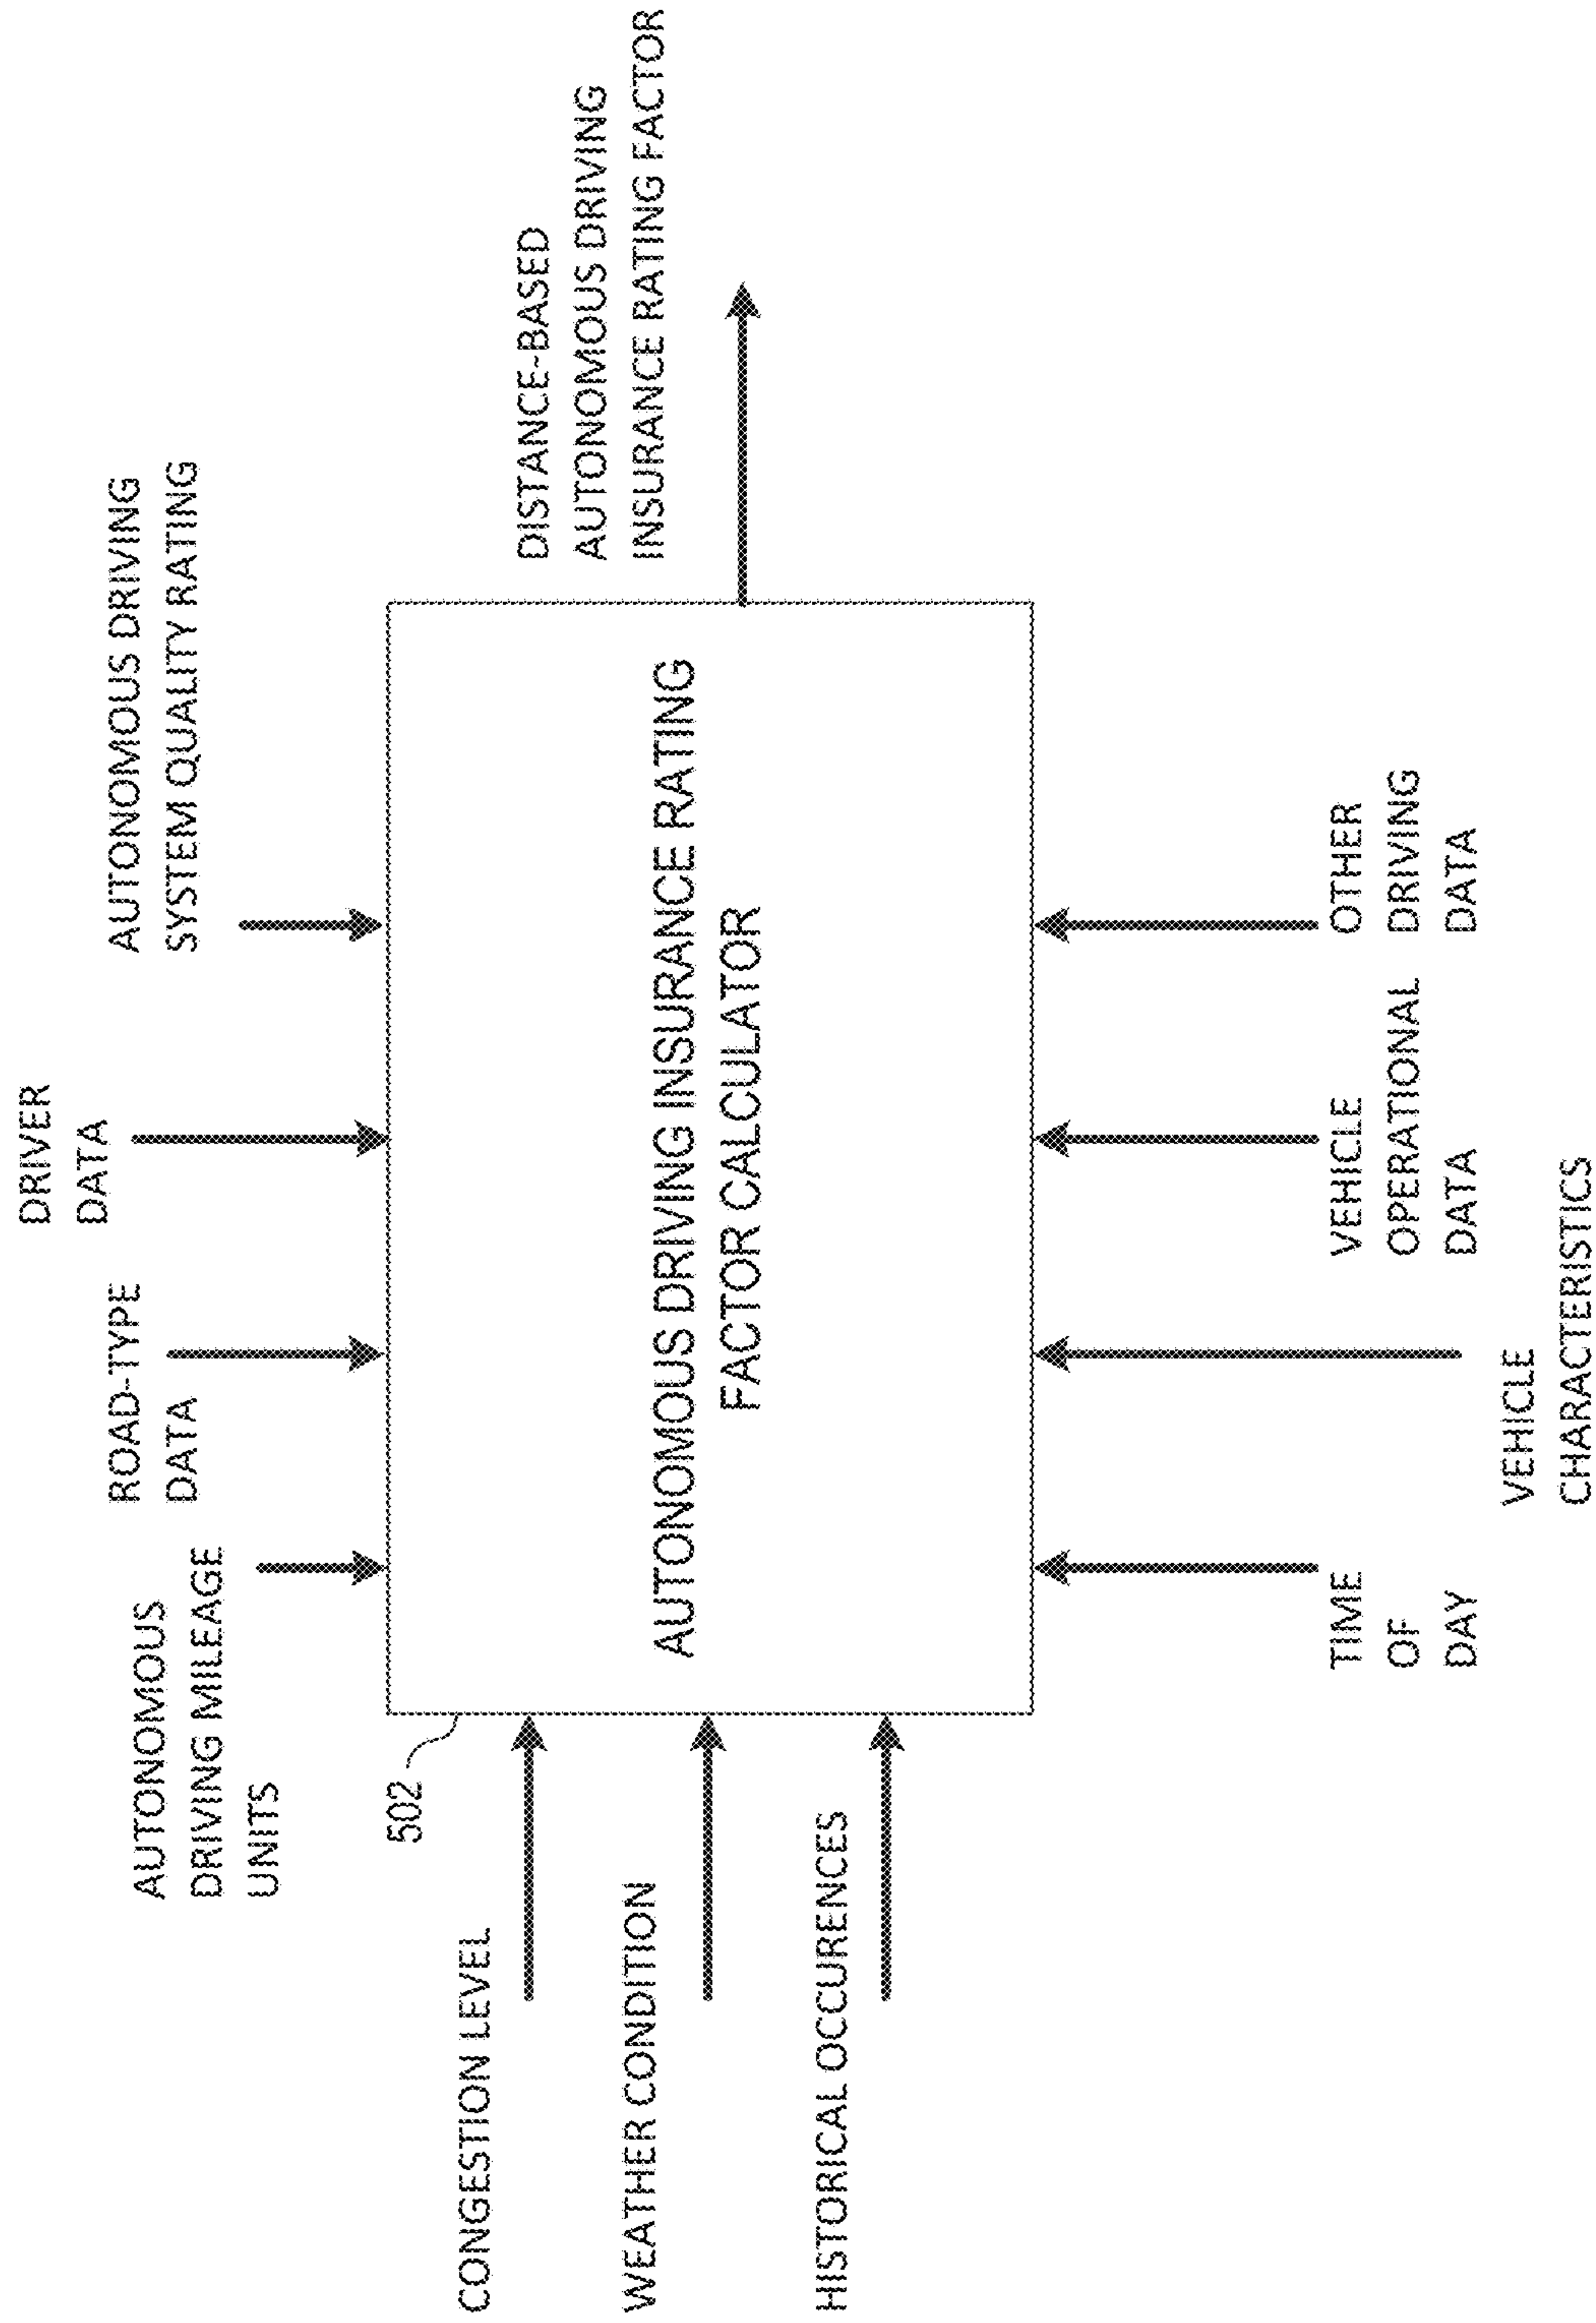 AUTONOMOUS
DRIVING MILEAGE
UNITS
ROAD-TYPE
DATA
DRIVER
DATA
AUTONOMOUS DRIVING
SYSTEM QUALITY RATING
502
CONGESTION LEVEL
WEATHER CONDITION
HISTORICAL OCCURENCES
AUTONOMOUS DRIVING INSURANCE RATING
FACTOR CALCULATOR
DISTANCE-BASED
AUTONOMOUS DRIVING
INSURANCE RATING FACTOR
TIME
OF
DAY
VEHICLE
CHARACTERISTICS
VEHICLE
OPERATIONAL
DATA
OTHER
DRIVING
DATA